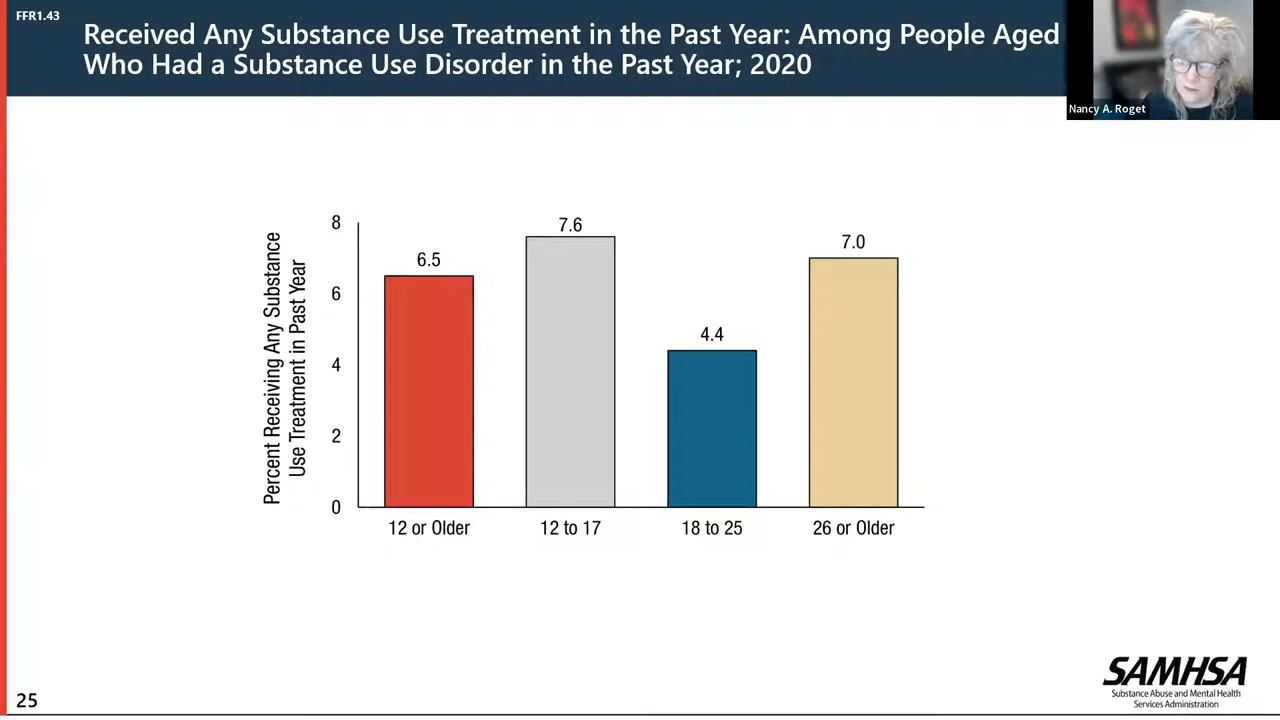 FFR1.43
Received Any Substance Use Treatment in the Past Year: Among People Aged
Who Had a Substance Use Disorder in the Past Year; 2020
Nancy A. Roget
Percent Receiving Any Substance
Use Treatment in Past Year
8
6
4
2
0
6.5
7.6
4.4
7.0
12 or Older
12 to 17
18 to 25
26 or Older
25
SAMHSA
Substance Abuse and Mental Health
Services Administration